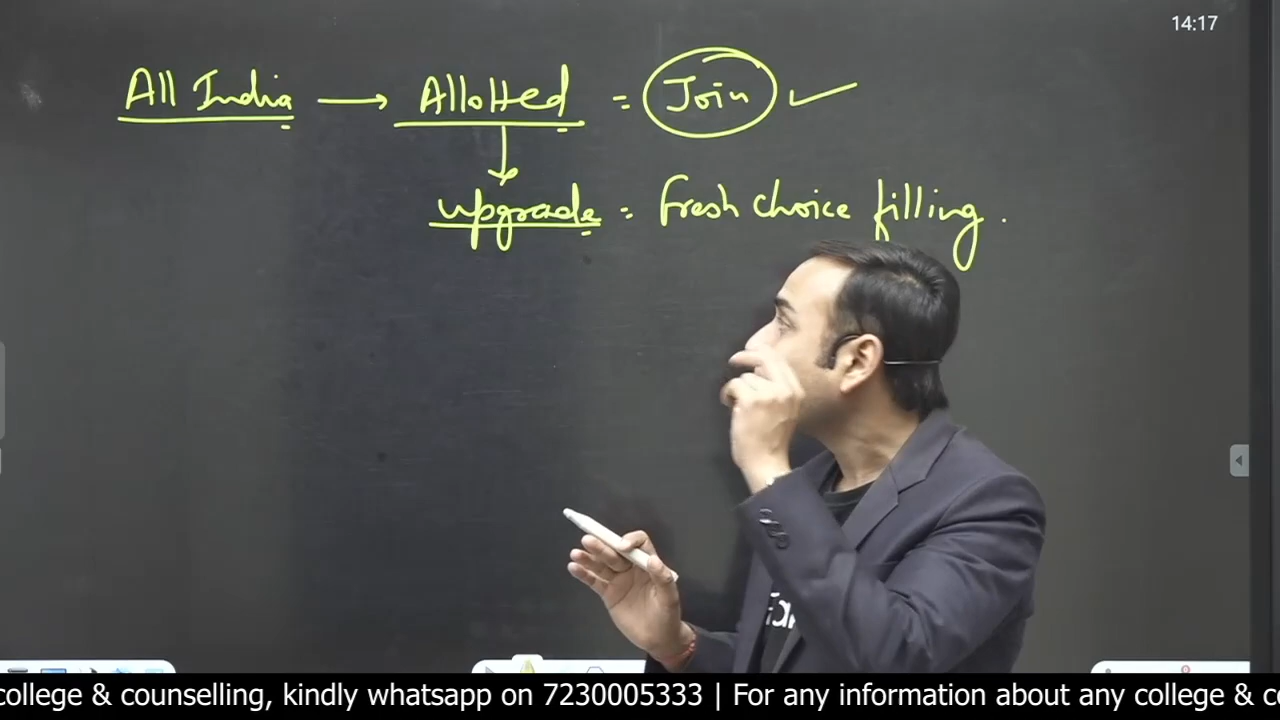 14:17
All India → Allotted = Join ✓
↓
upgrade = Fresh choice filling.
college & counselling, kindly whatsapp on 7230005333 | For any information about any college & co